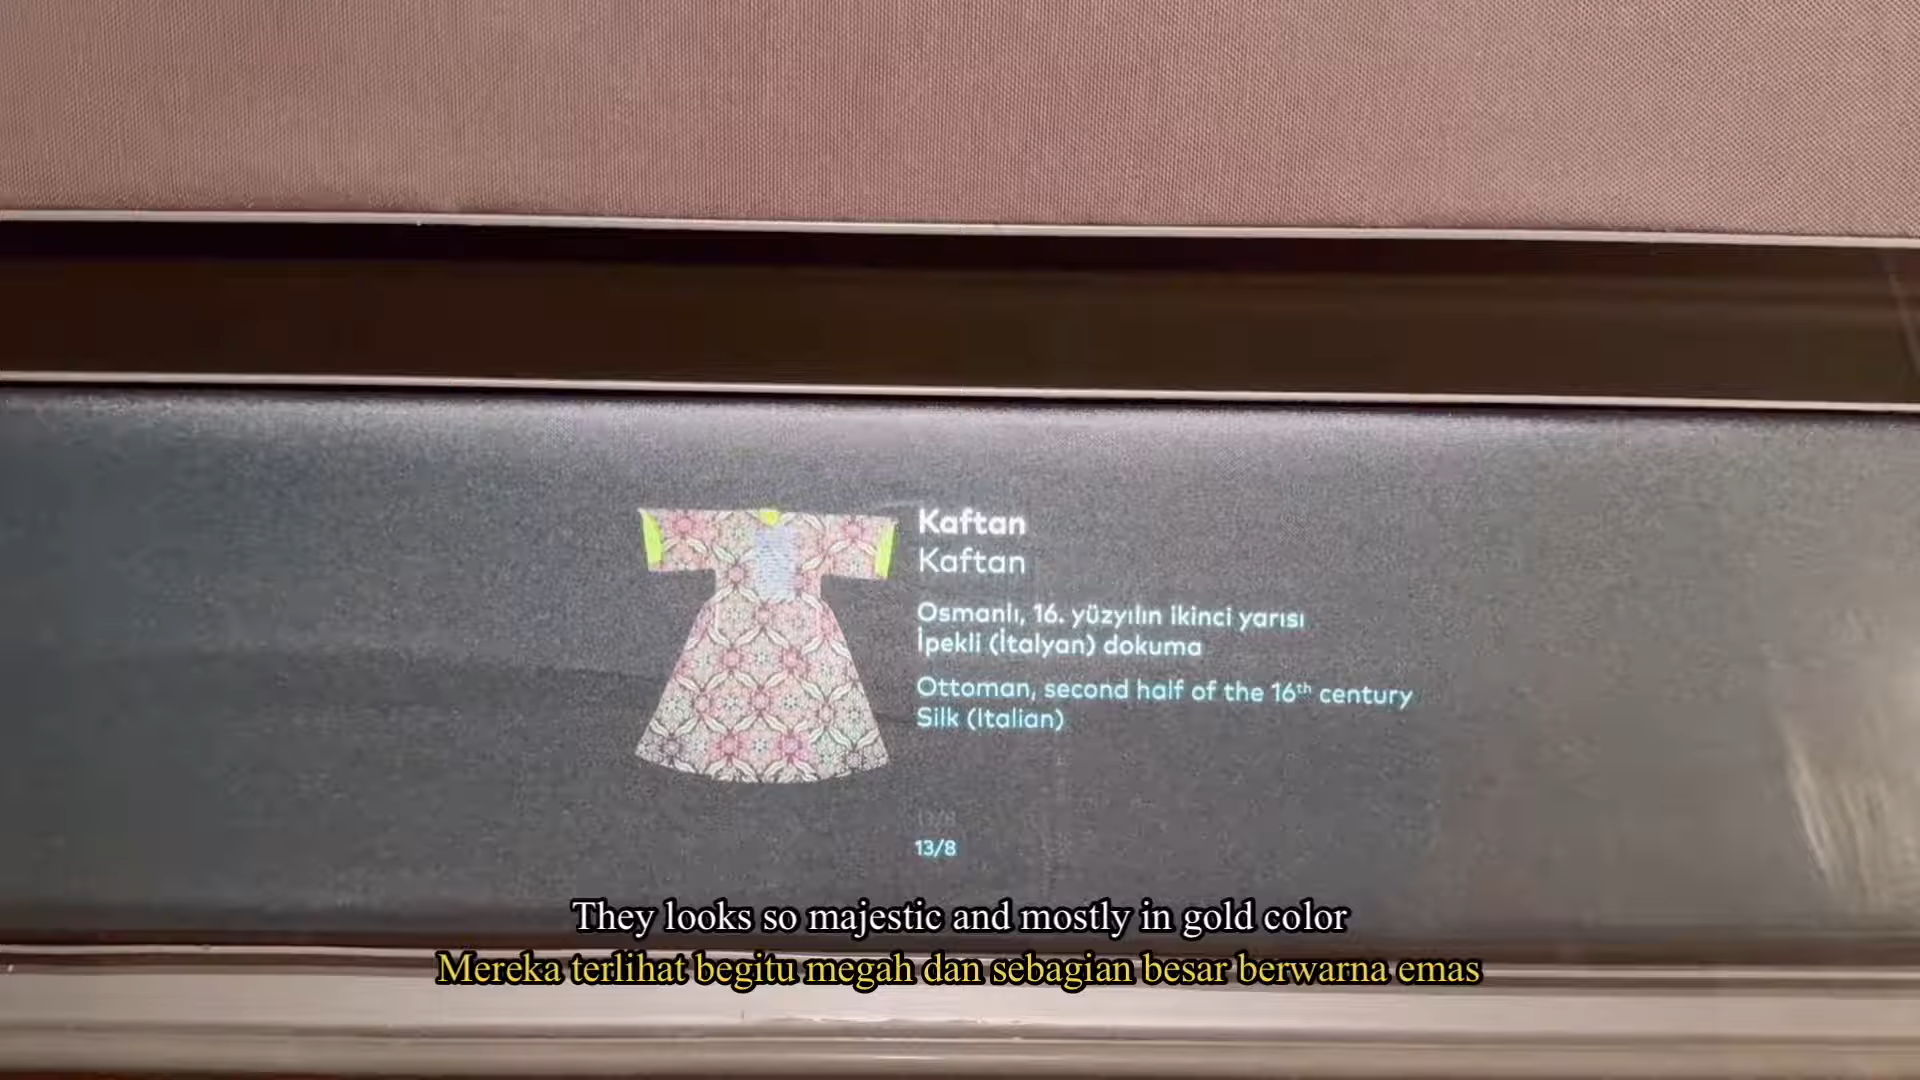 Kaftan
Kaftan
Osmanlı, 16. yüzyılın ikinci yarısı
İpekli (İtalyan) dokuma
Ottoman, second half of the 16th century
Silk (Italian)
13/8
13/8
They looks so majestic and mostly in gold color
Mereka terlihat begitu megah dan sebagian besar berwarna emas